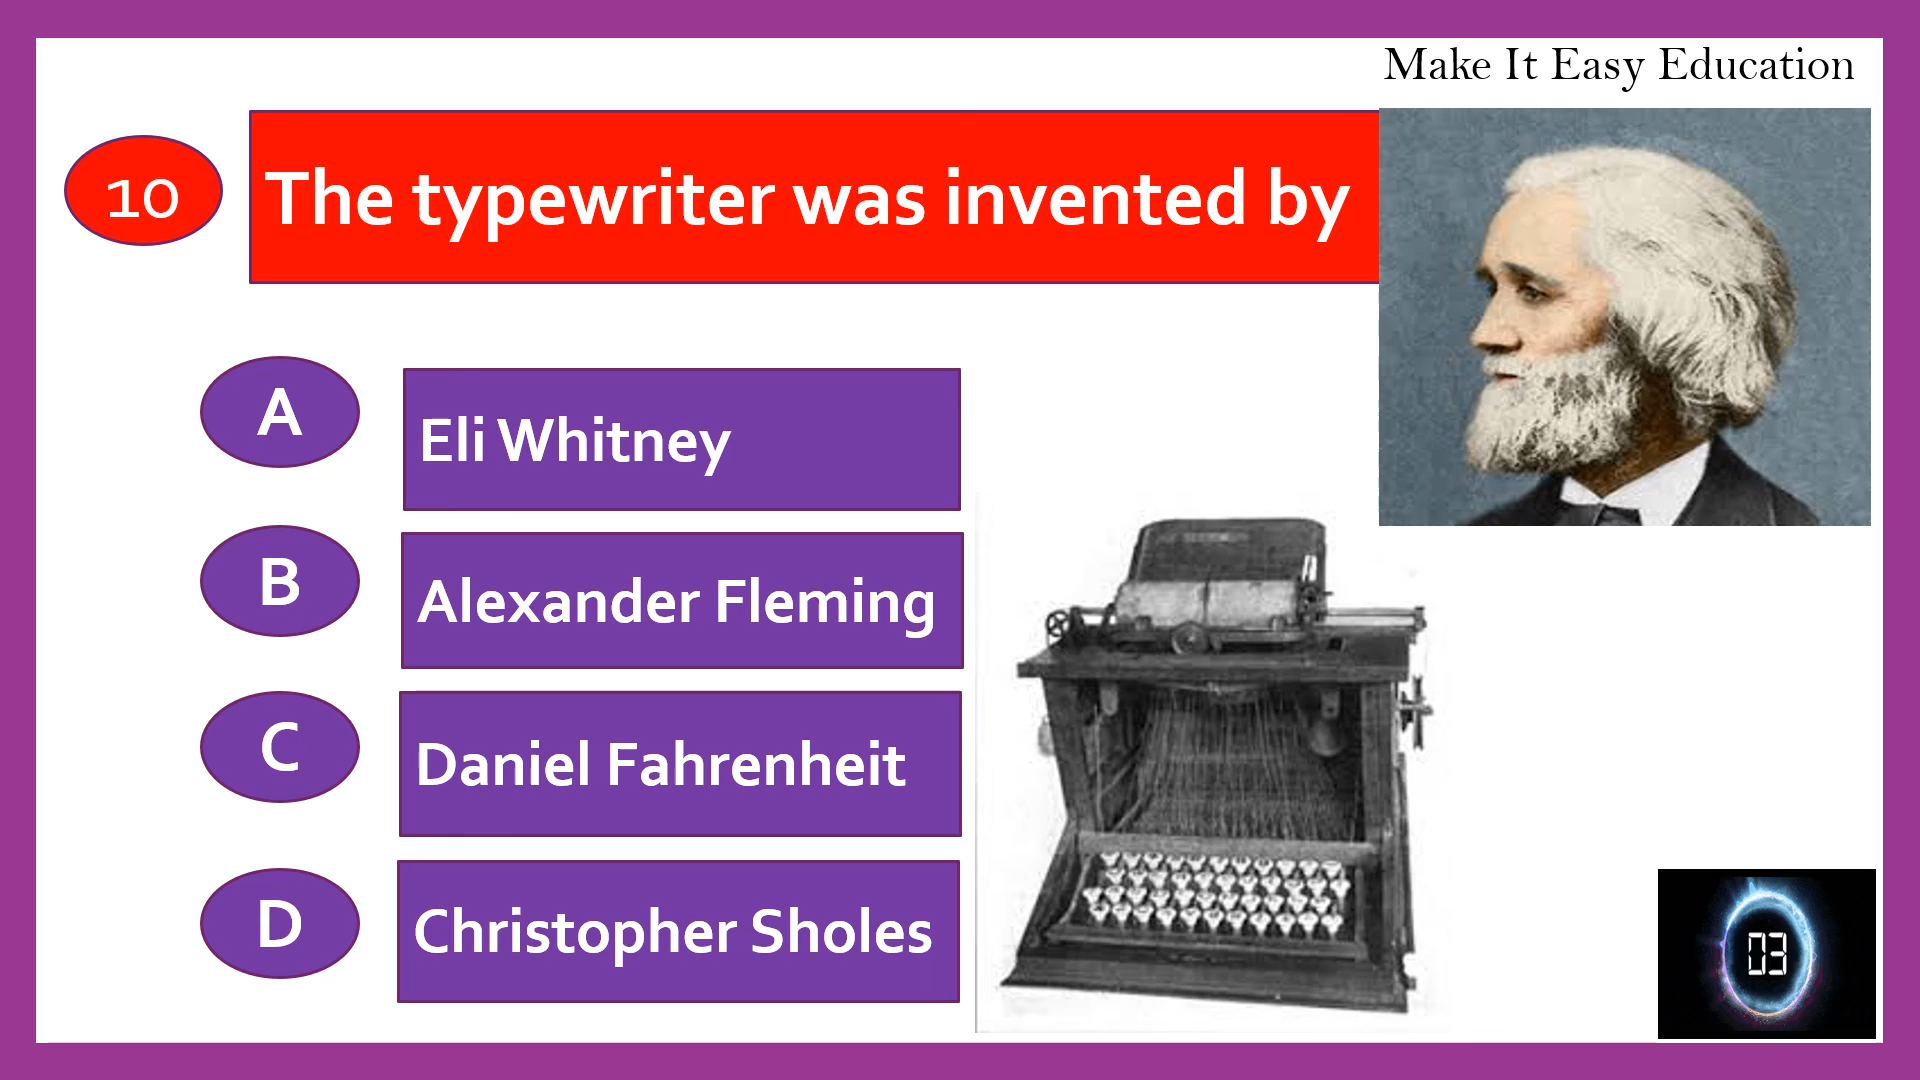 Make It Easy Education
10
The typewriter was invented by
A
Eli Whitney
B
Alexander Fleming
C
Daniel Fahrenheit
D
Christopher Sholes
03